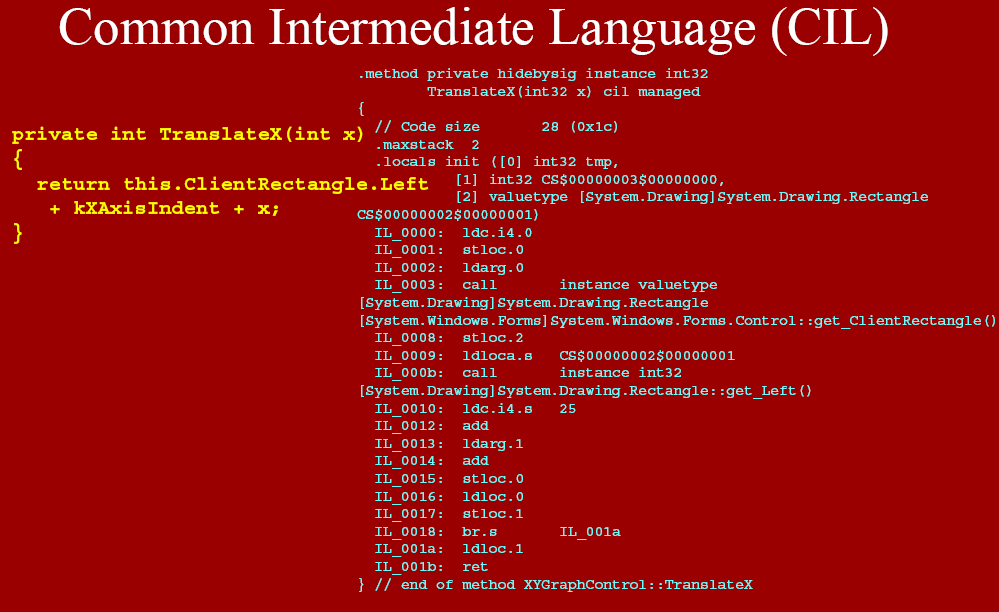 Common Intermediate Language (CIL)
private int TranslateX(int x)
{
return this.ClientRectangle.Left
+ kXAxisIndent + x;
}
.method private hidebysig instance int32
TranslateX(int32 x) cil managed
{
// Code size 28 (0x1c)
.maxstack 2
.locals init ([0] int32 tmp,
[1] int32 CS$00000003$00000000,
[2] valuetype [System.Drawing]System.Drawing.Rectangle
CS$00000002$00000001)
IL_0000: ldc.i4.0
IL_0001: stloc.0
IL_0002: ldarg.0
IL_0003: call instance valuetype
[System.Drawing]System.Drawing.Rectangle
[System.Windows.Forms]System.Windows.Forms.Control::get_ClientRectangle()
IL_0008: stloc.2
IL_0009: ldloca.s CS$00000002$00000001
IL_000b: call instance int32
[System.Drawing]System.Drawing.Rectangle::get_Left()
IL_0010: ldc.i4.s 25
IL_0012: add
IL_0013: ldarg.1
IL_0014: add
IL_0015: stloc.0
IL_0016: ldloc.0
IL_0017: stloc.1
IL_0018: br.s IL_001a
IL_001a: ldloc.1
IL_001b: ret
} // end of method XYGraphControl::TranslateX